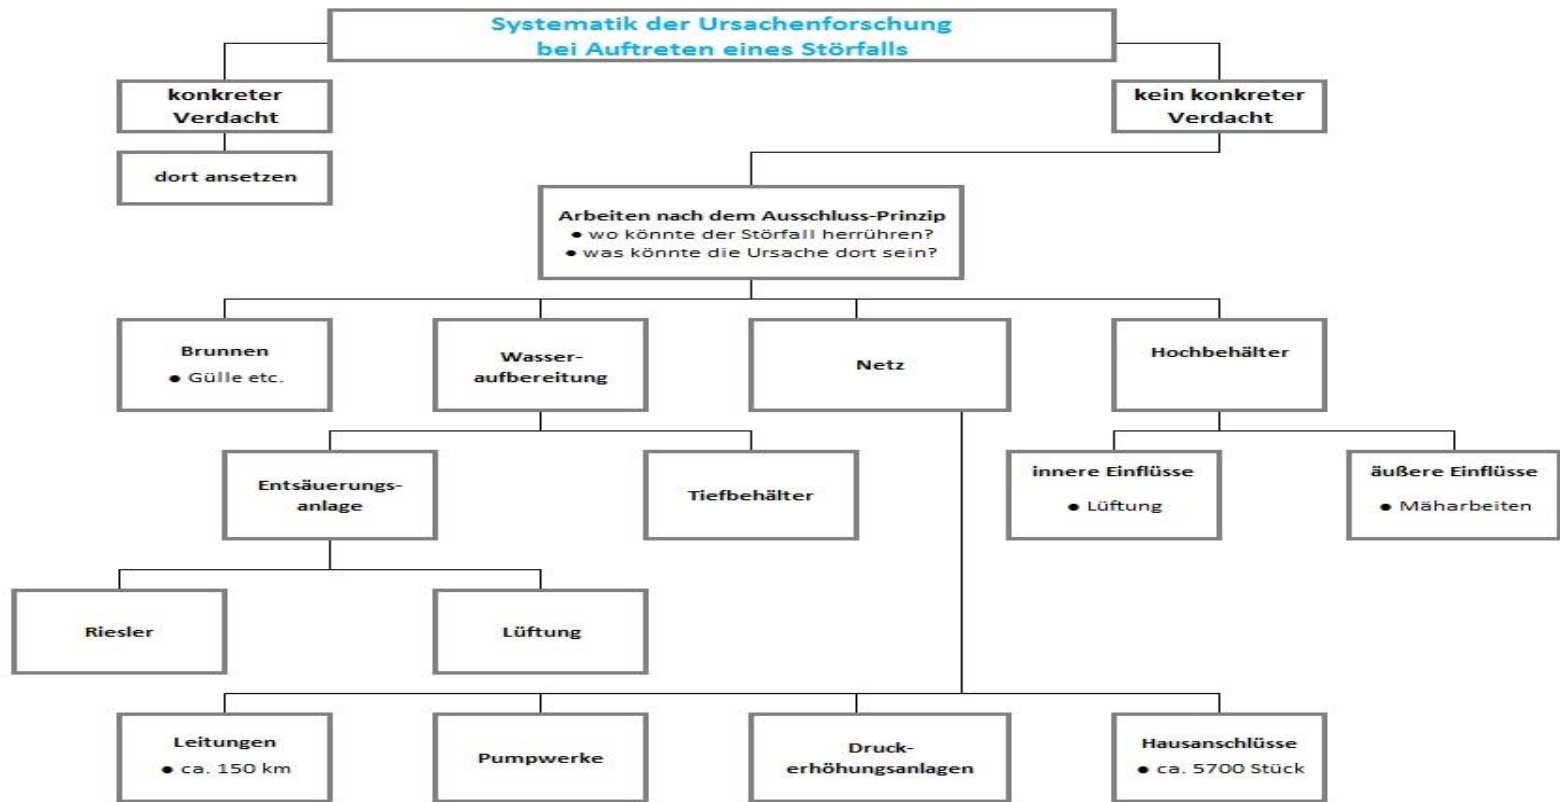 Systematik der Ursachenforschung
bei Auftreten eines Störfalls
konkreter
Verdacht
kein konkreter
Verdacht
dort ansetzen
Arbeiten nach dem Ausschluss-Prinzip
● wo könnte der Störfall herrühren?
● was könnte die Ursache dort sein?
Brunnen
● Gülle etc.
Wasser-
aufbereitung
Netz
Hochbehälter
Entsäuerungs-
anlage
Tiefbehälter
innere Einflüsse
● Lüftung
äußere Einflüsse
● Mäharbeiten
Riesler
Lüftung
Leitungen
● ca. 150 km
Pumpwerke
Druck-
erhöhungsanlagen
Hausanschlüsse
● ca. 5700 Stück